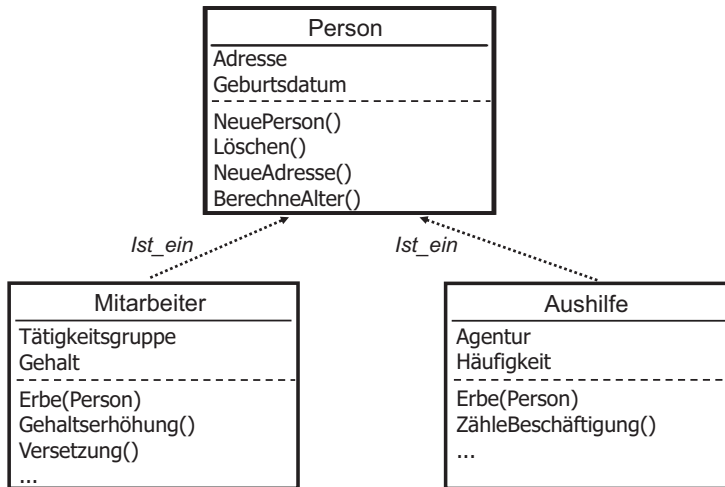 Person
Adresse
Geburtsdatum
NeuePerson()
Löschen()
NeueAdresse()
BerechneAlter()
Ist_ein
Ist_ein
Mitarbeiter
Tätigkeitsgruppe
Gehalt
Erbe(Person)
Gehaltserhöhung()
Versetzung()
...
Aushilfe
Agentur
Häufigkeit
Erbe(Person)
ZähleBeschäftigung()
...